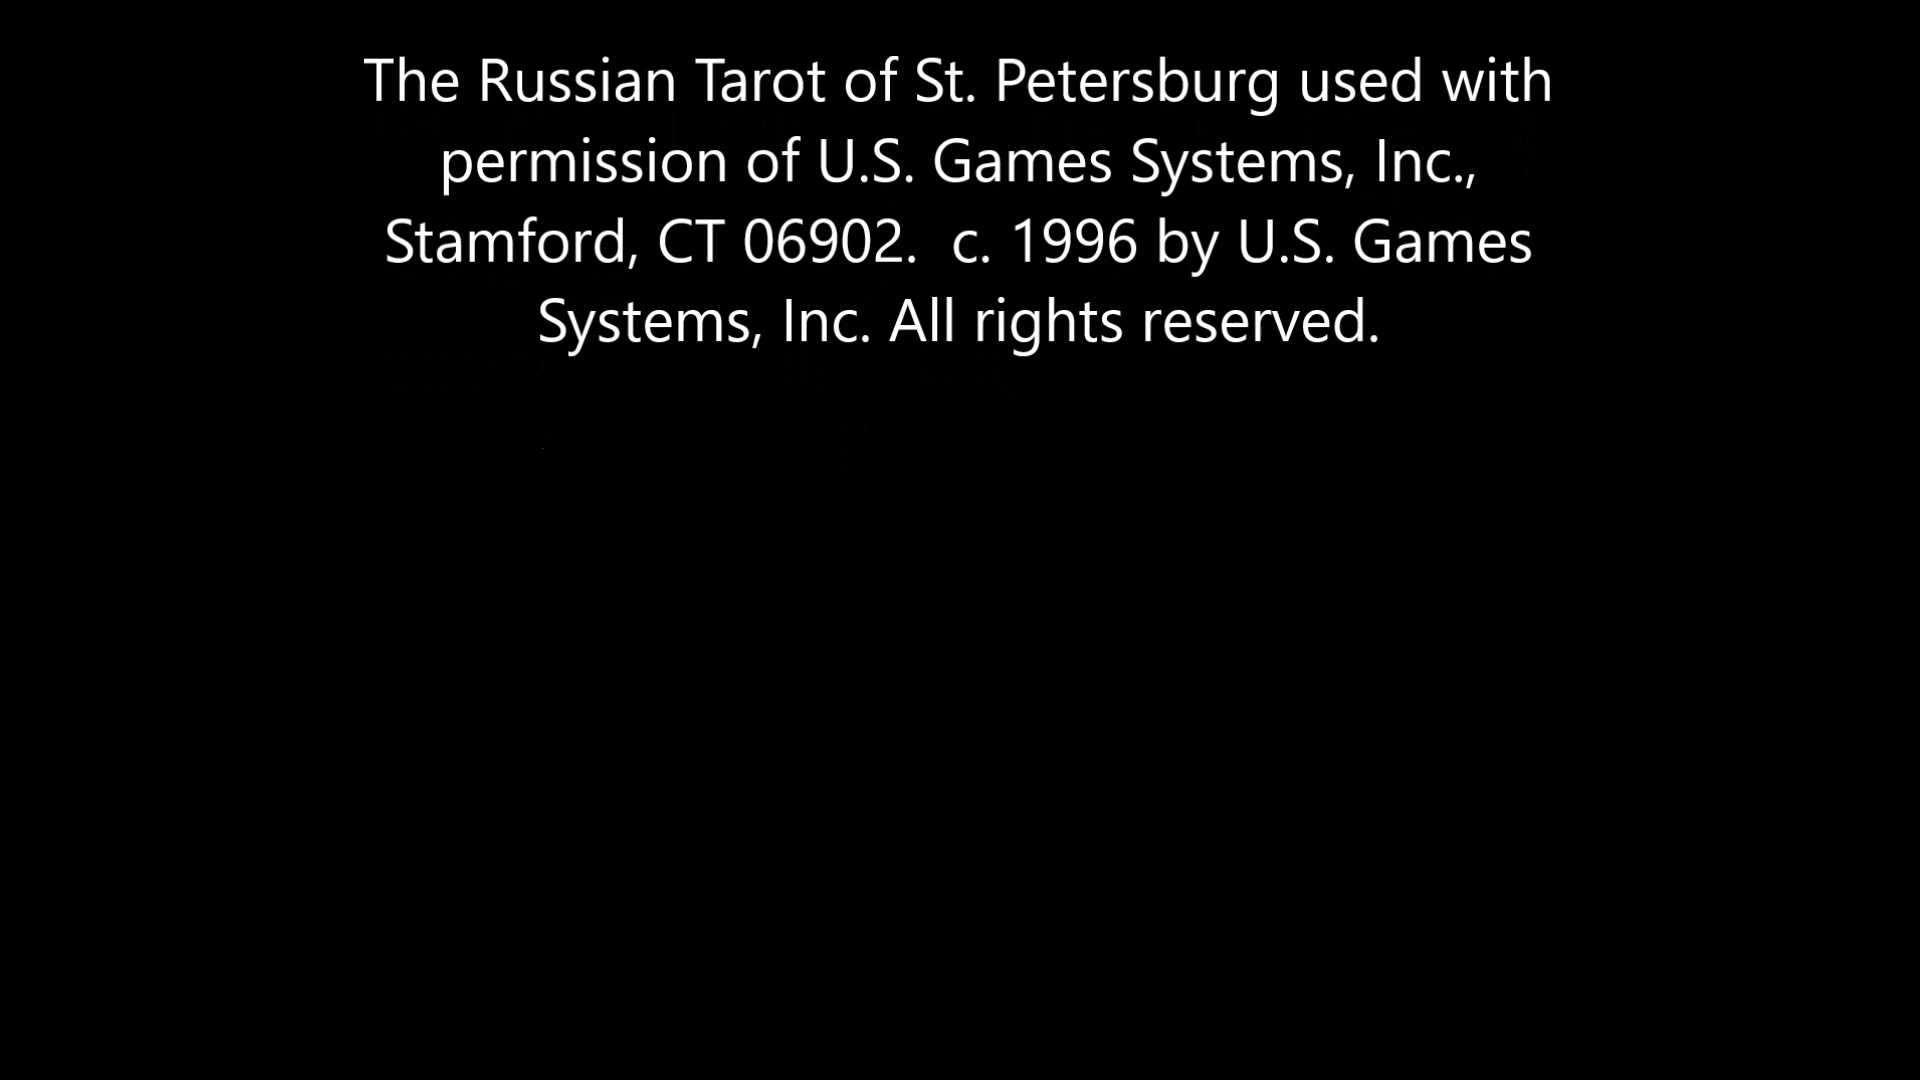 The Russian Tarot of St. Petersburg used with
permission of U.S. Games Systems, Inc.,
Stamford, CT 06902.  c. 1996 by U.S. Games
Systems, Inc. All rights reserved.